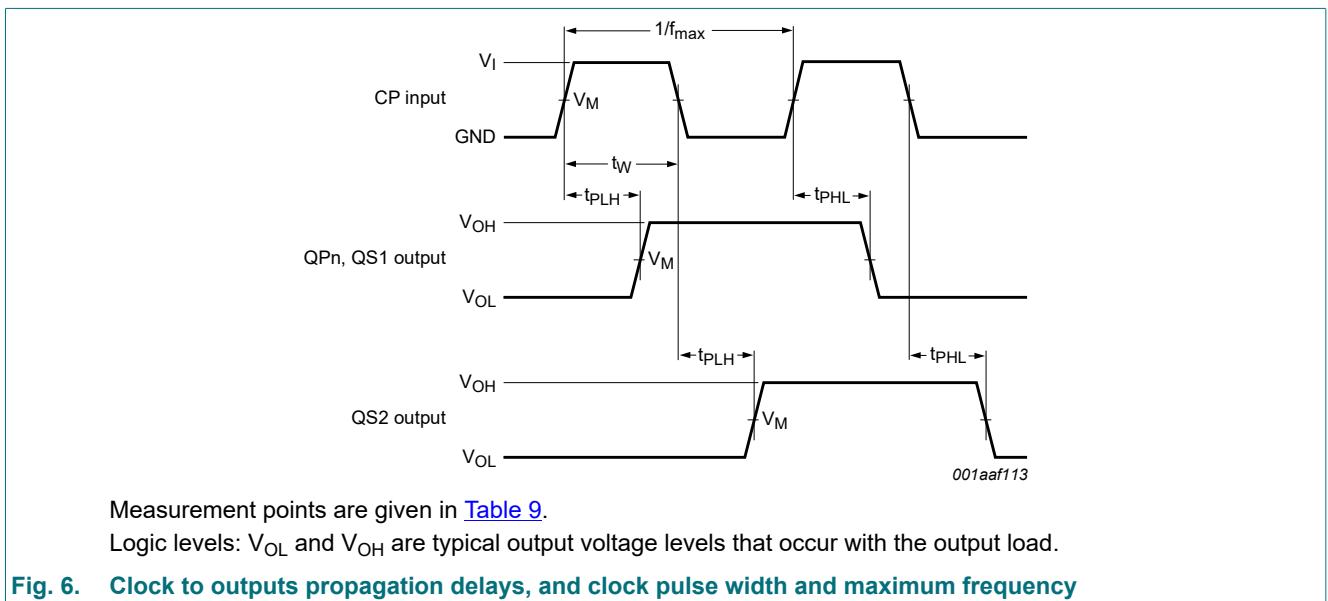 1/fmax
VI
CP input
VM
GND
tW
tPLH
tPHL
VOH
QPn, QS1 output
VM
VOL
tPLH
tPHL
VOH
QS2 output
VM
VOL
001aaf113
Measurement points are given in Table 9.
Logic levels: VOL and VOH are typical output voltage levels that occur with the output load.
Fig. 6. Clock to outputs propagation delays, and clock pulse width and maximum frequency